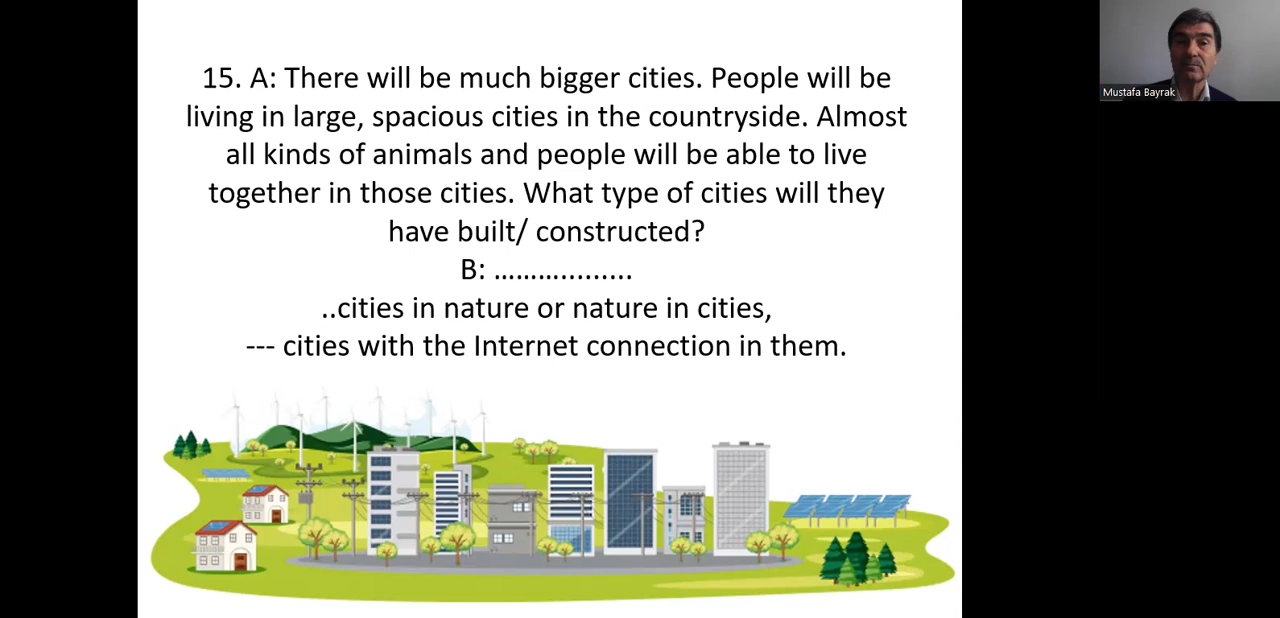 15. A: There will be much bigger cities. People will be
living in large, spacious cities in the countryside. Almost
all kinds of animals and people will be able to live
together in those cities. What type of cities will they
have built/ constructed?
B: ……….........
..cities in nature or nature in cities,
--- cities with the Internet connection in them.
Mustafa Bayrak